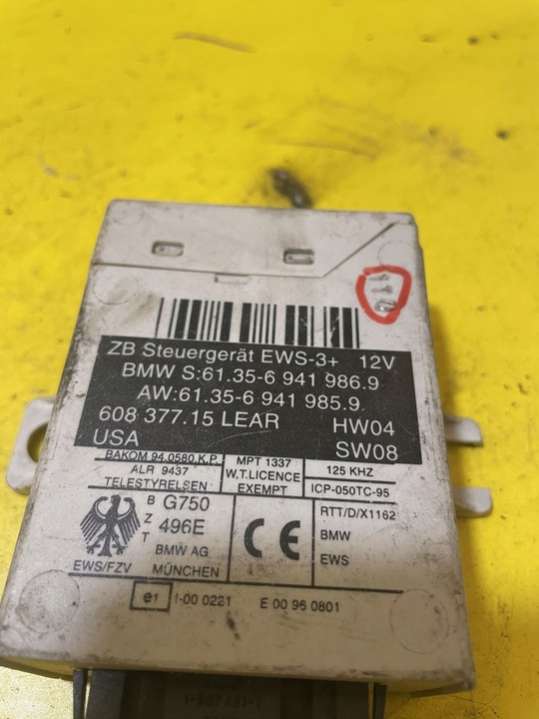 ZB Steuergerät EWS-3+ 12V
BMW S:61.35-6 941 986.9
AW:61.35-6 941 985.9
608 377.15 LEAR HW04
USA SW08
BAKOM 94.0580.K.P.
ALR 9437
TELESTYRELSEN
MPT 1337
W.T.LICENCE
EXEMPT
125 KHZ
ICP-050TC-95
B Z T
G750
496E
BMW AG
MÜNCHEN
EWS/FZV
CE
RTT/D/X1162
BMW
EWS
e1 1-00 0221 E 00 96 0801